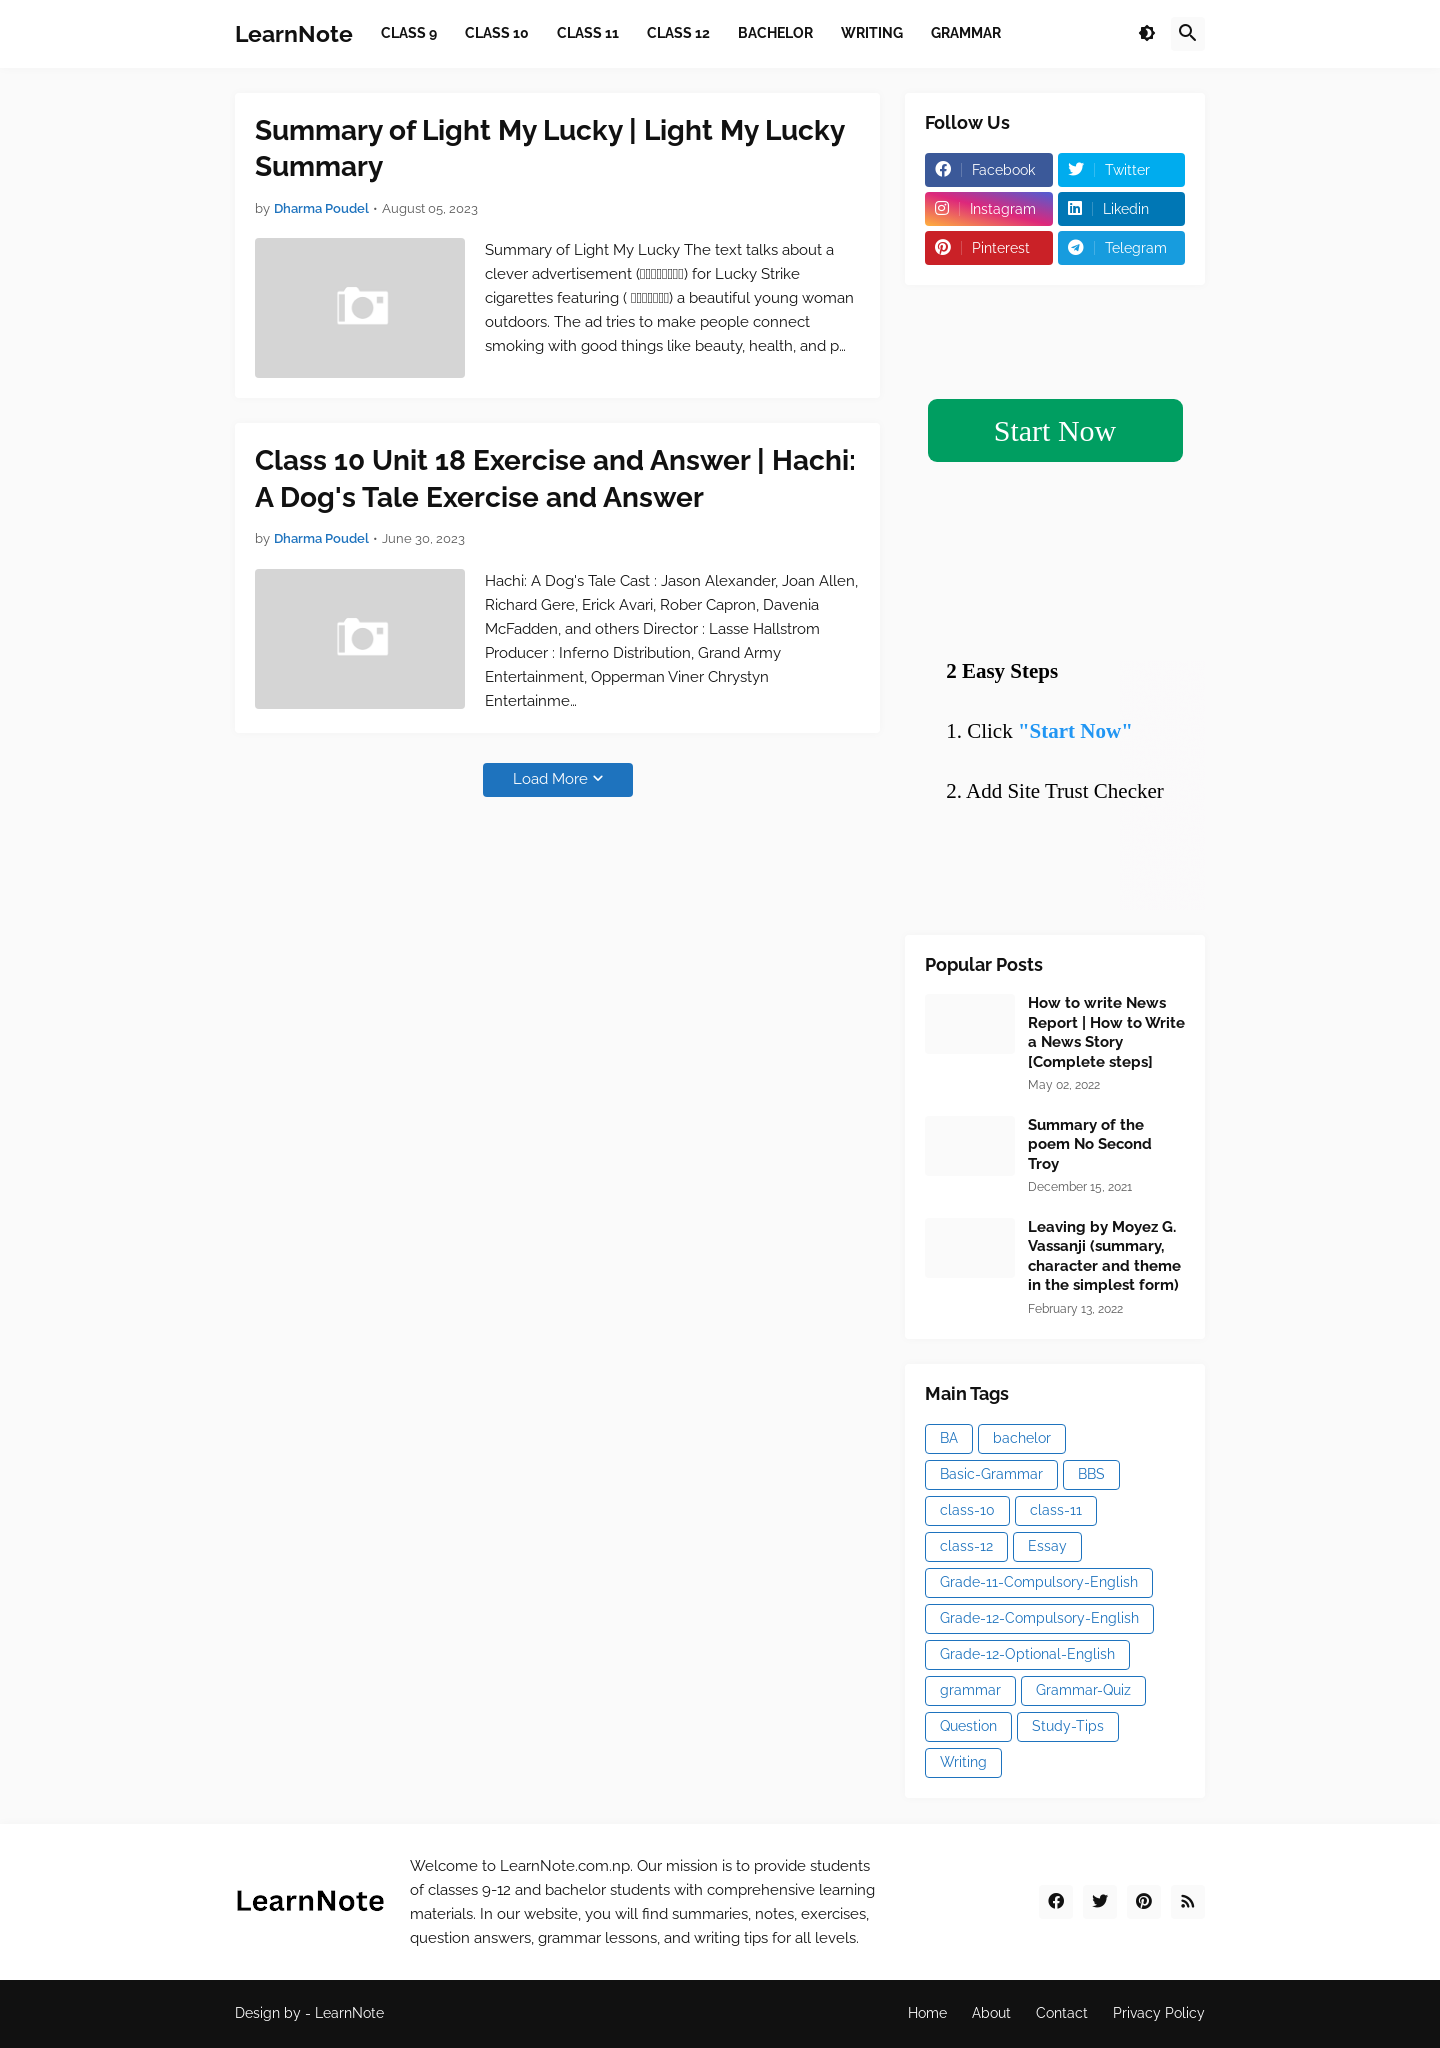 LearnNote
CLASS 9
CLASS 10
CLASS 11
CLASS 12
BACHELOR
WRITING
GRAMMAR
Summary of Light My Lucky | Light My Lucky
Summary
by Dharma Poudel • August 05, 2023
Summary of Light My Lucky The text talks about a
clever advertisement () for Lucky Strike
cigarettes featuring ( ) a beautiful young woman
outdoors. The ad tries to make people connect
smoking with good things like beauty, health, and p…
Class 10 Unit 18 Exercise and Answer | Hachi:
A Dog's Tale Exercise and Answer
by Dharma Poudel • June 30, 2023
Hachi: A Dog's Tale Cast : Jason Alexander, Joan Allen,
Richard Gere, Erick Avari, Rober Capron, Davenia
McFadden, and others Director : Lasse Hallstrom
Producer : Inferno Distribution, Grand Army
Entertainment, Opperman Viner Chrystyn
Entertainme…
Load More
Follow Us
Facebook
Twitter
Instagram
Likedin
Pinterest
Telegram
Start Now
2 Easy Steps
1. Click "Start Now"
2. Add Site Trust Checker
Popular Posts
How to write News
Report | How to Write
a News Story
[Complete steps]
May 02, 2022
Summary of the
poem No Second
Troy
December 15, 2021
Leaving by Moyez G.
Vassanji (summary,
character and theme
in the simplest form)
February 13, 2022
Main Tags
BA
bachelor
Basic-Grammar
BBS
class-10
class-11
class-12
Essay
Grade-11-Compulsory-English
Grade-12-Compulsory-English
Grade-12-Optional-English
grammar
Grammar-Quiz
Question
Study-Tips
Writing
LearnNote
Welcome to LearnNote.com.np. Our mission is to provide students
of classes 9-12 and bachelor students with comprehensive learning
materials. In our website, you will find summaries, notes, exercises,
question answers, grammar lessons, and writing tips for all levels.
Design by - LearnNote
Home
About
Contact
Privacy Policy